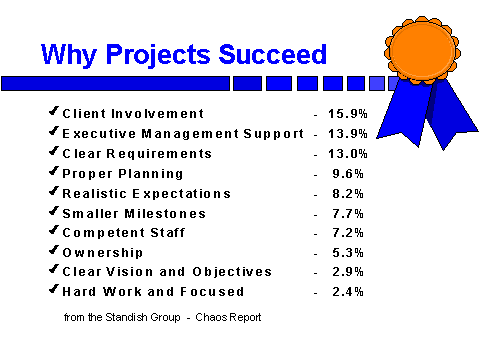 Why Projects Succeed
Client Involvement - 15.9%
Executive Management Support - 13.9%
Clear Requirements - 13.0%
Proper Planning - 9.6%
Realistic Expectations - 8.2%
Smaller Milestones - 7.7%
Competent Staff - 7.2%
Ownership - 5.3%
Clear Vision and Objectives - 2.9%
Hard Work and Focused - 2.4%
from the Standish Group - Chaos Report